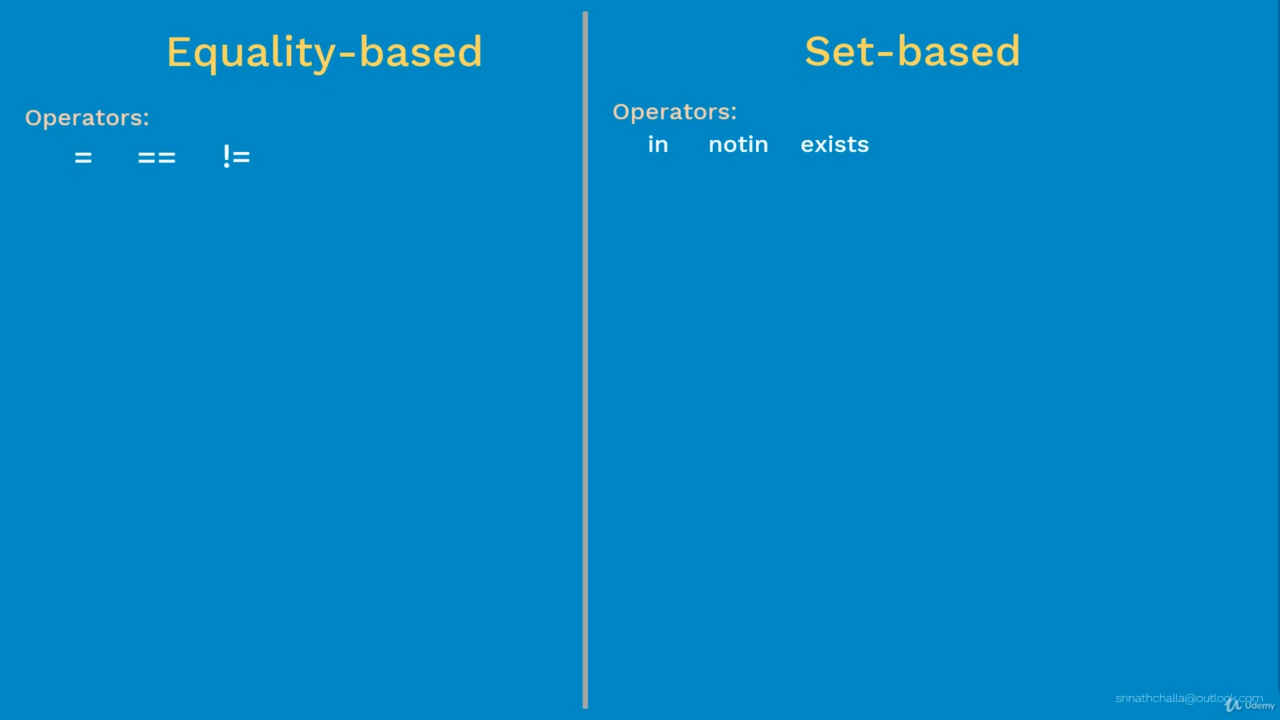 Equality-based
Operators:
= == !=
Set-based
Operators:
in notin exists
srinathchalla@outlook.com
Udemy